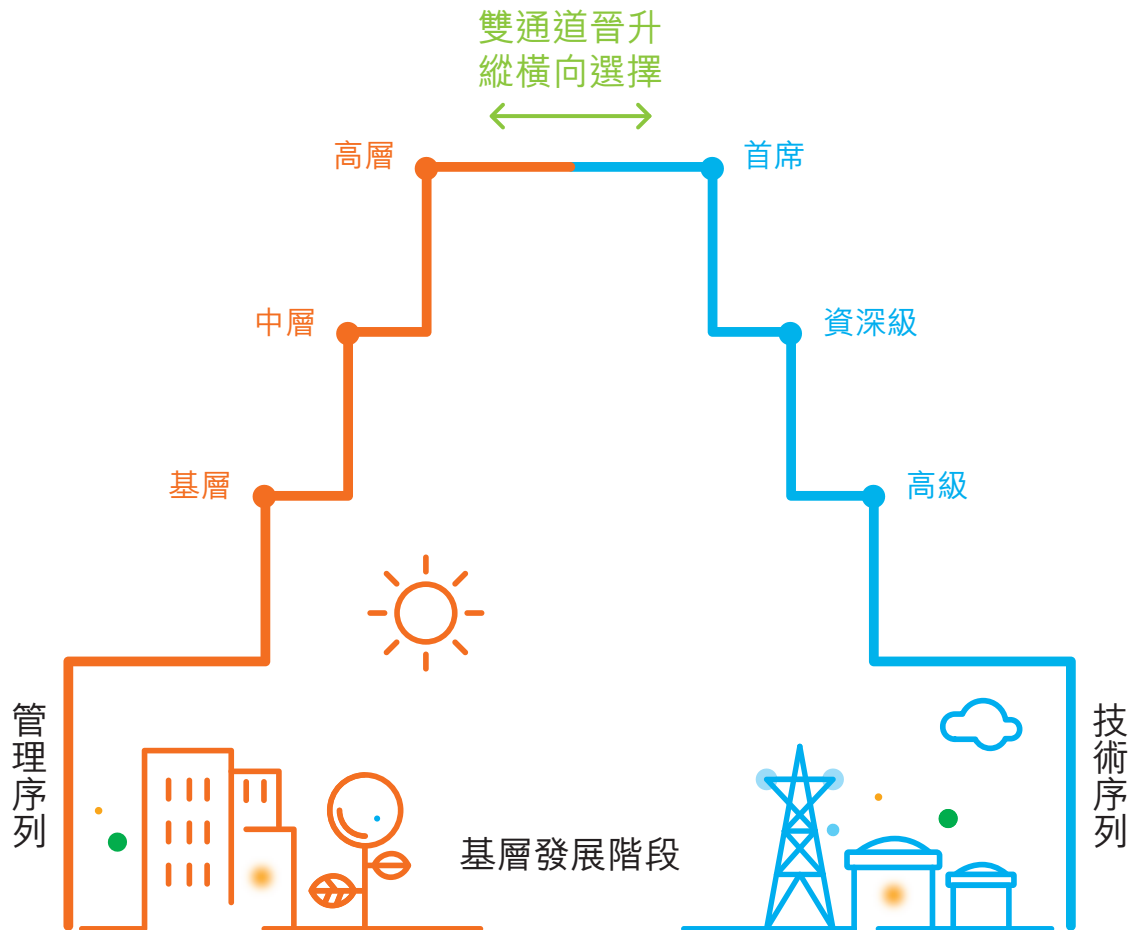 雙通道晉升
縱橫向選擇
高層
首席
中層
資深級
基層
高級
管理序列
技術序列
基層發展階段